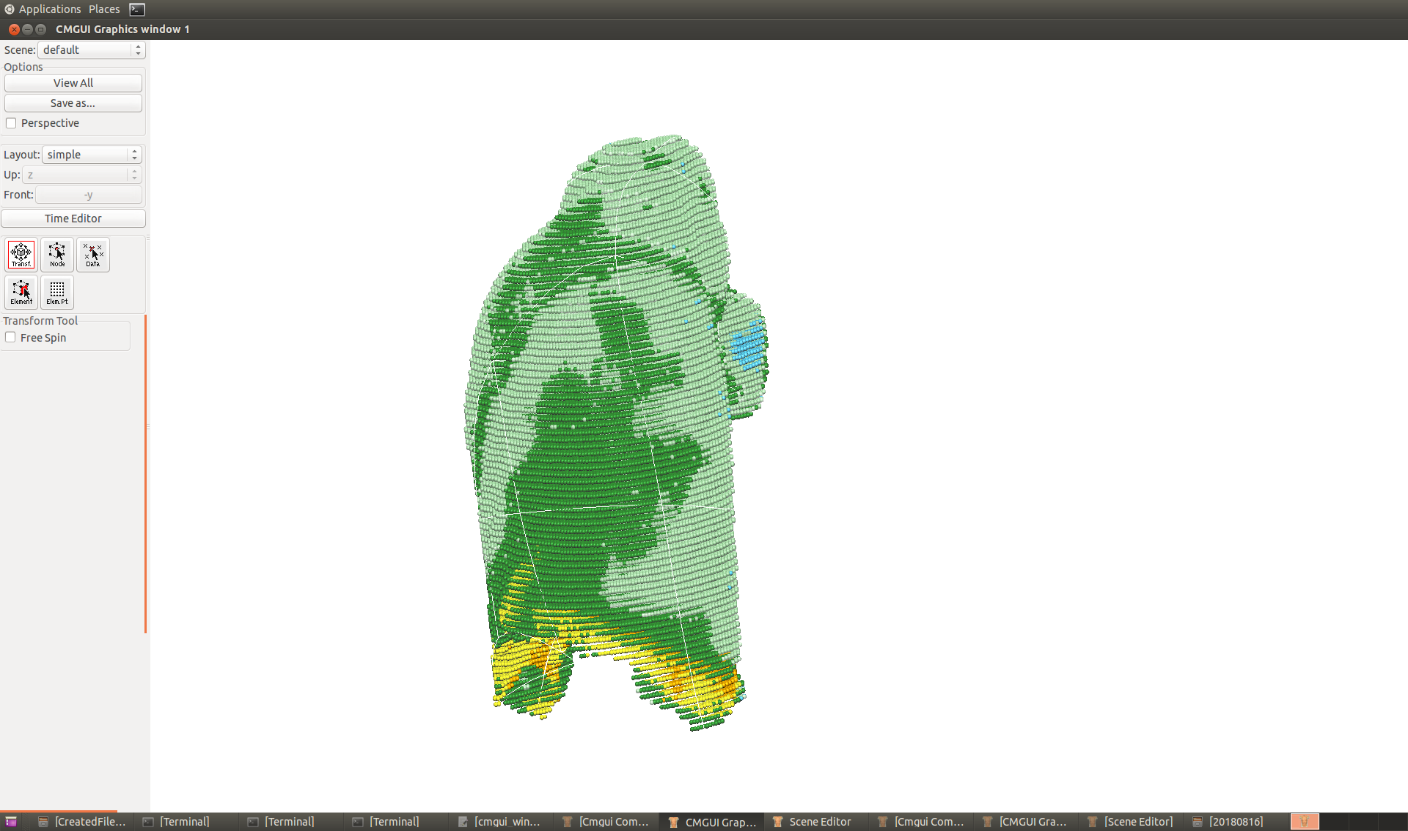 Applications Places
CMGUI Graphics window 1
Scene: default
Options
View All
Save as...
Perspective
Layout: simple
Up: z
Front: -y
Time Editor
Transf. Node Data
Element Elem.Pt
Transform Tool
Free Spin
[CreatedFile... [Terminal] [Terminal] [Terminal] [cmgui_win... [Cmgui Com... CMGUI Grap... Scene Editor [Cmgui Com... [CMGUI Gra... [Scene Editor] [20180816]